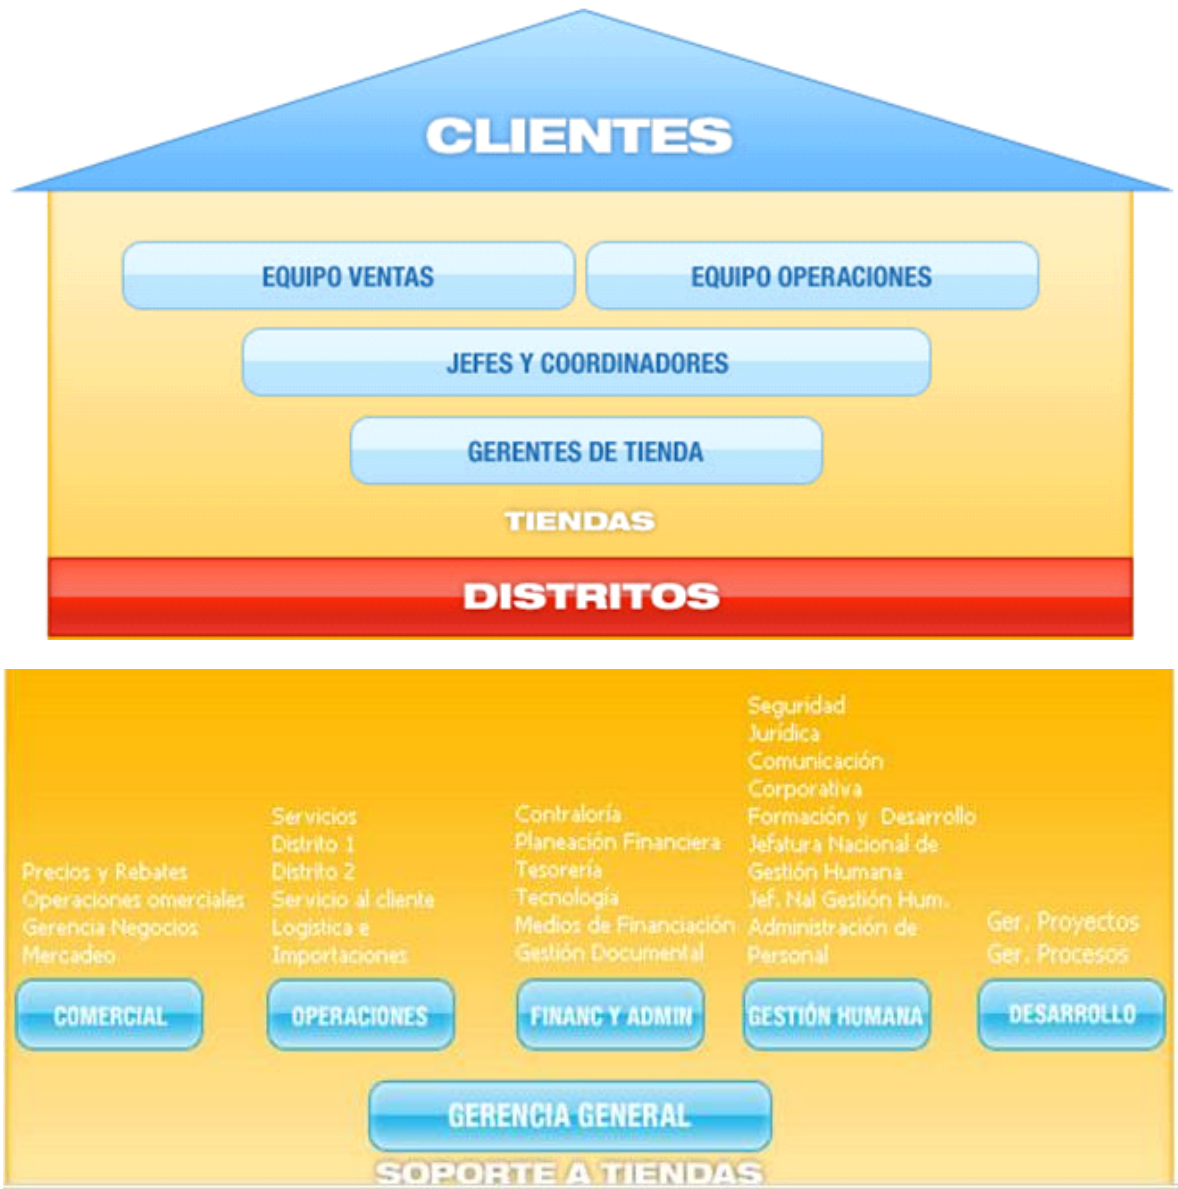 CLIENTES
EQUIPO VENTAS
EQUIPO OPERACIONES
JEFES Y COORDINADORES
GERENTES DE TIENDA
TIENDAS
DISTRITOS
Precios y Rebates
Operaciones omerciales
Gerencia Negocios
Mercadeo
COMERCIAL
Servicios
Distrito 1
Distrito 2
Servicio al cliente
Logística e
Importaciones
OPERACIONES
Contraloría
Planeación Financiera
Tesorería
Tecnología
Medios de Financiación
Gestión Documental
FINANC Y ADMIN
Seguridad
Jurídica
Comunicación
Corporativa
Formación y Desarrollo
Jefatura Nacional de
Gestión Humana
Jef. Nal Gestión Hum.
Administración de
Personal
GESTIÓN HUMANA
Ger. Proyectos
Ger. Procesos
DESARROLLO
GERENCIA GENERAL
SOPORTE A TIENDAS